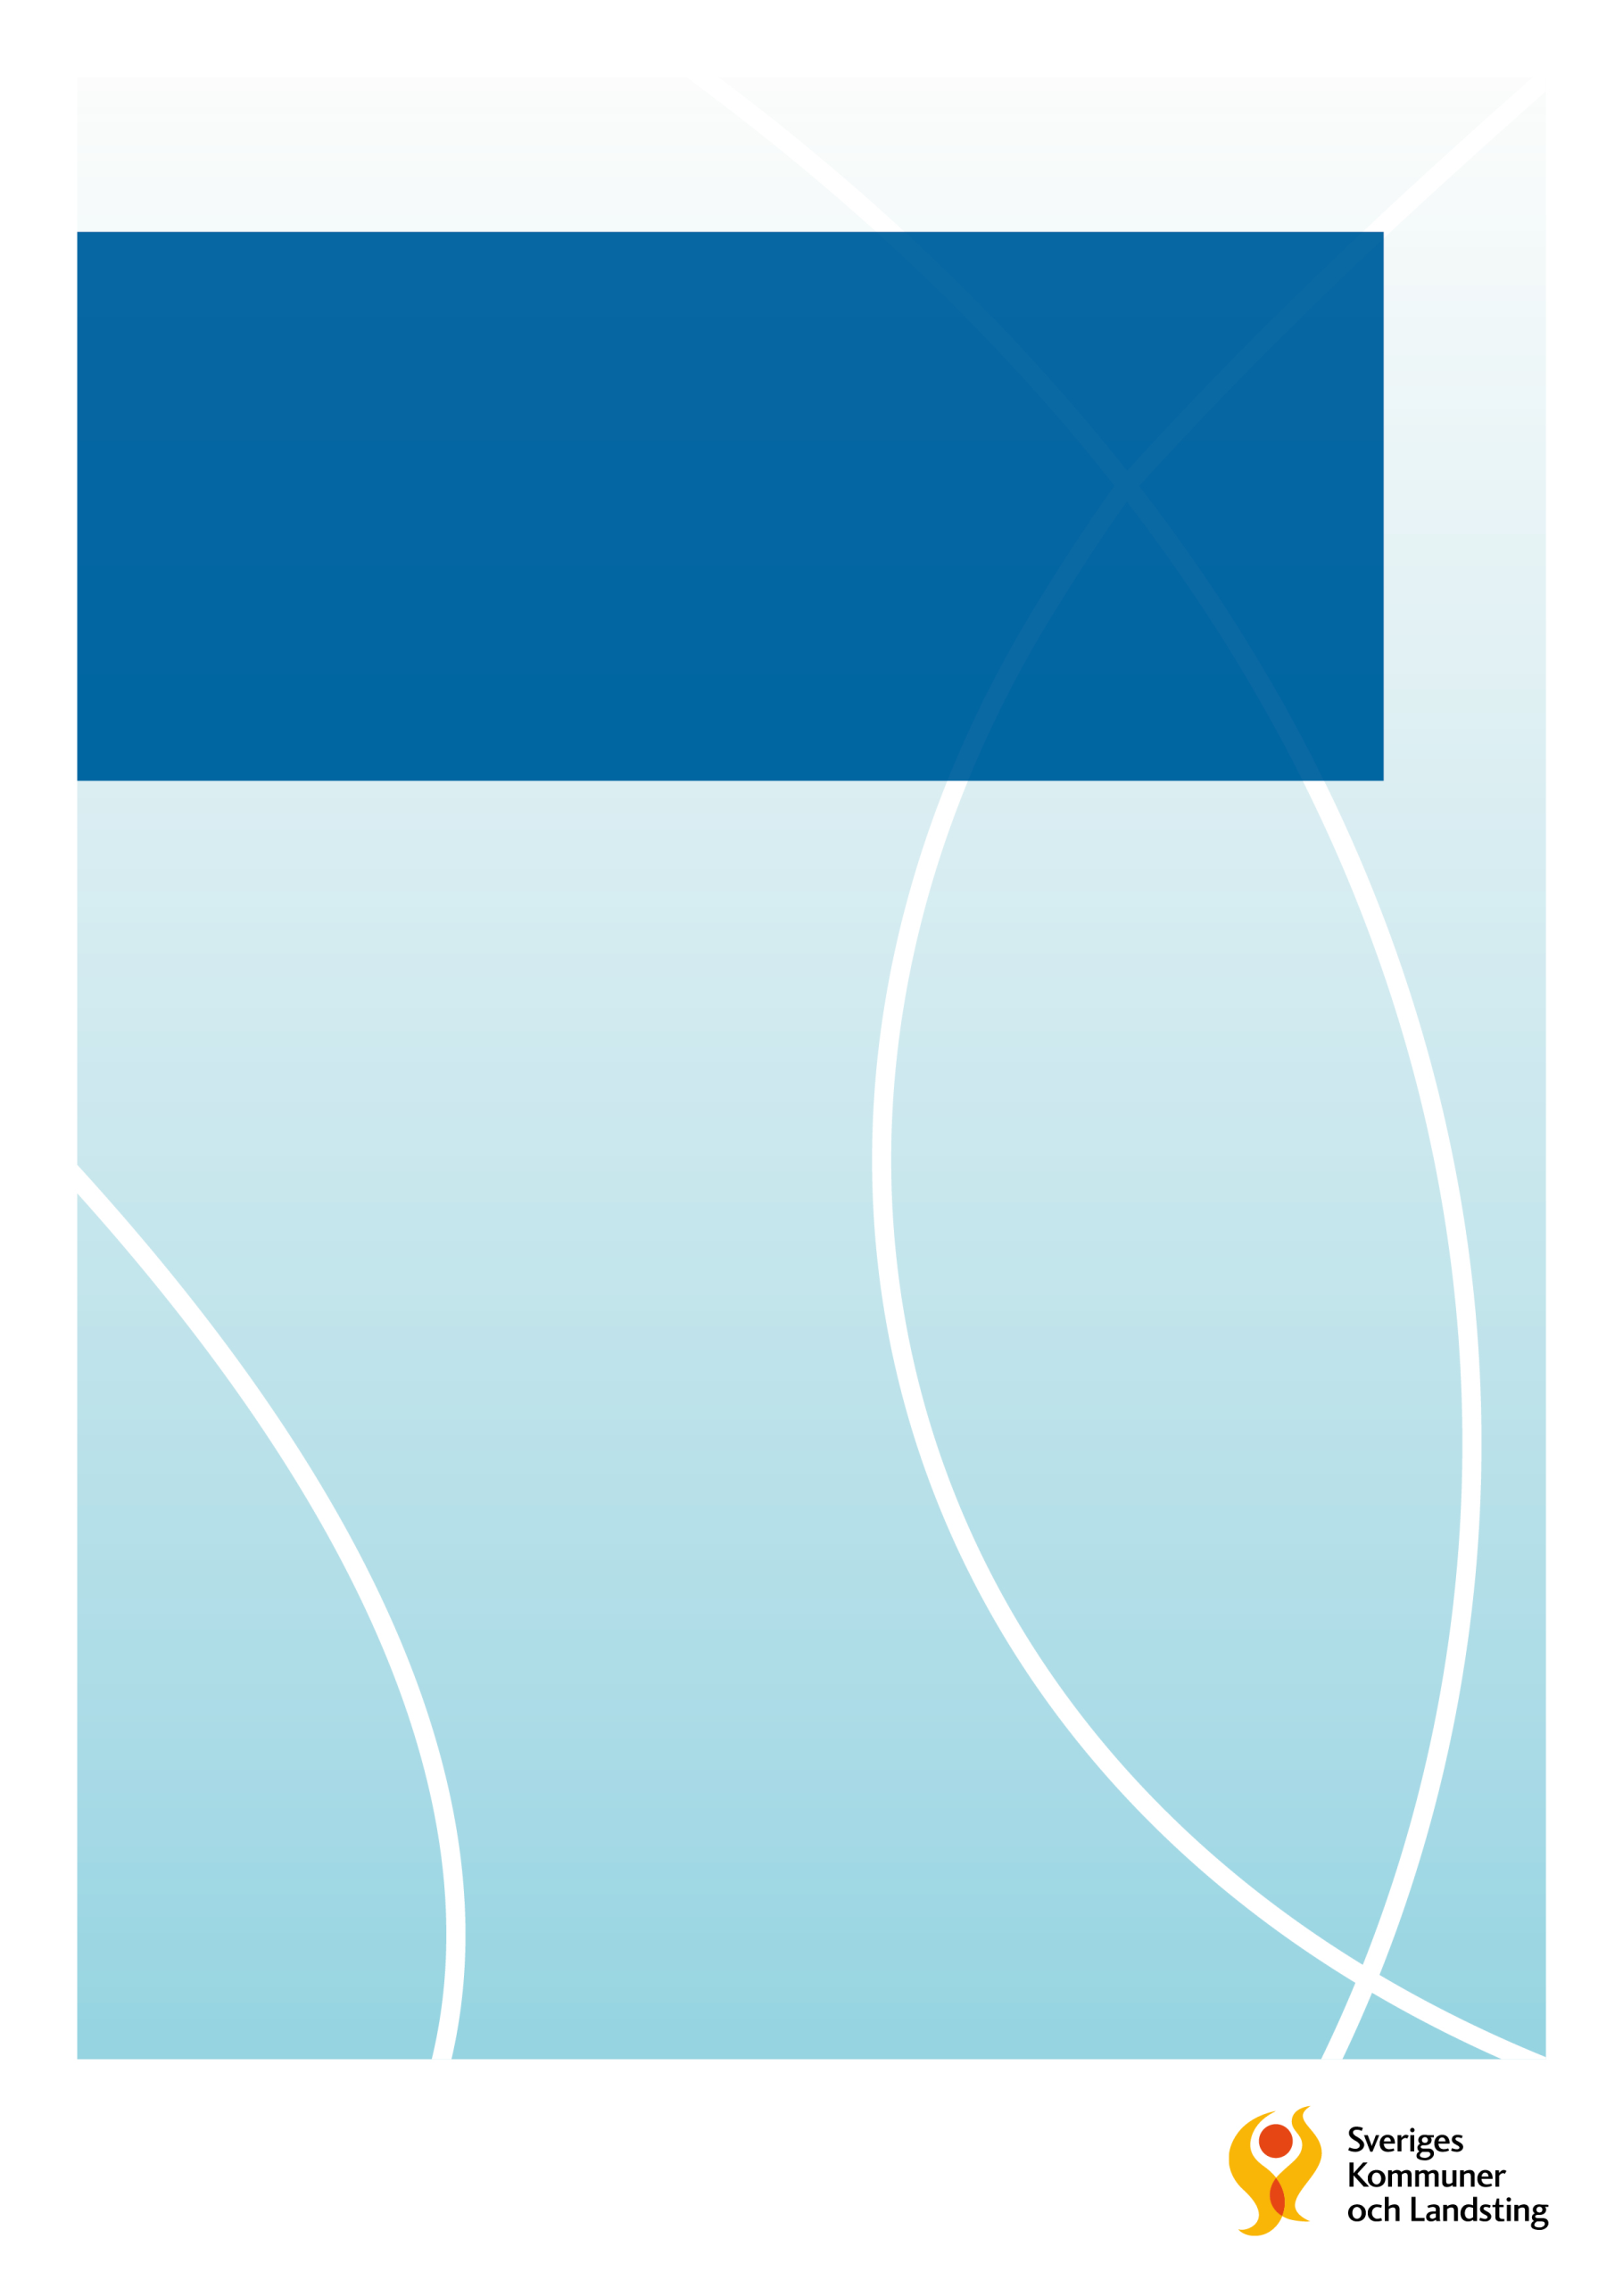 Sveriges
Kommuner
och Landsting